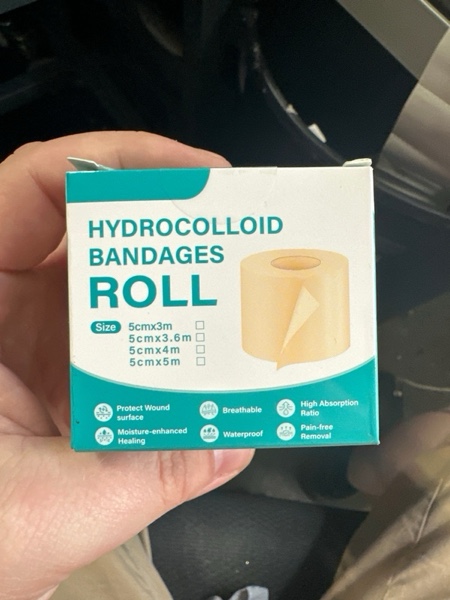 HYDROCOLLOID
BANDAGES
ROLL
Size
5cmx3m
5cmx3.6m
5cmx4m
5cmx5m
Protect Wound
surface
Breathable
High Absorption
Ratio
Moisture-enhanced
Healing
Waterproof
Pain-free
Removal